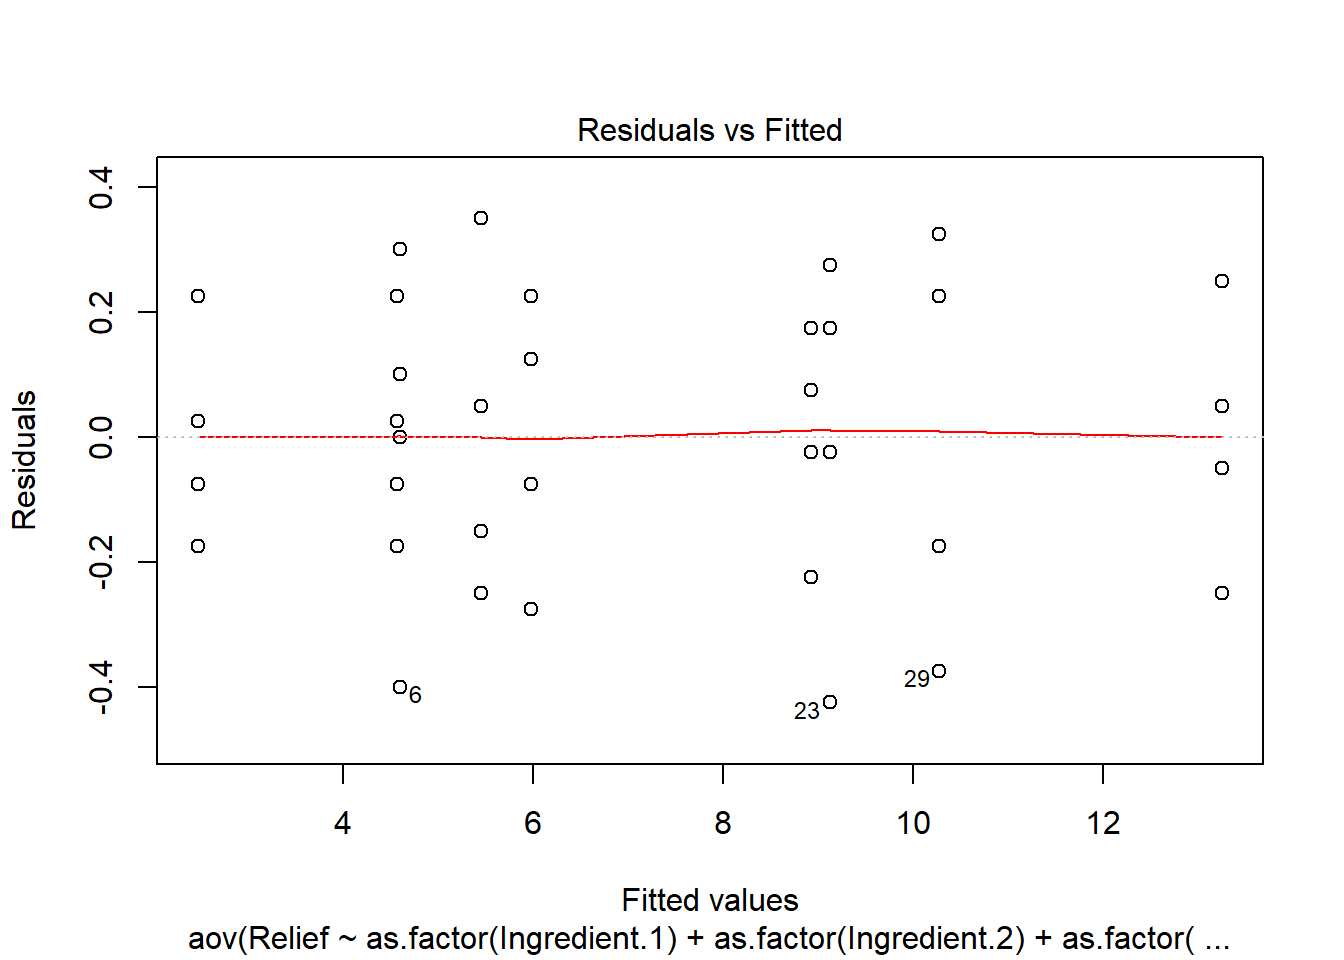 Residuals vs Fitted
Residuals
0.4
0.2
0.0
-0.2
-0.4
6
23
29
4 6 8 10 12
Fitted values
aov(Relief ~ as.factor(Ingredient.1) + as.factor(Ingredient.2) + as.factor( ...